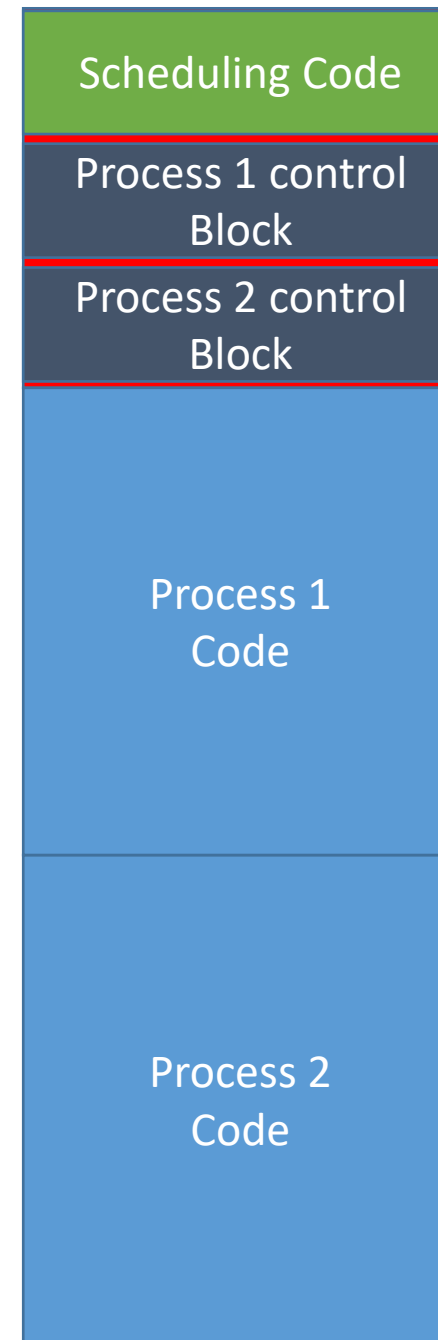 Scheduling Code
Process 1 control
Block
Process 2 control
Block
Process 1
Code
Process 2
Code